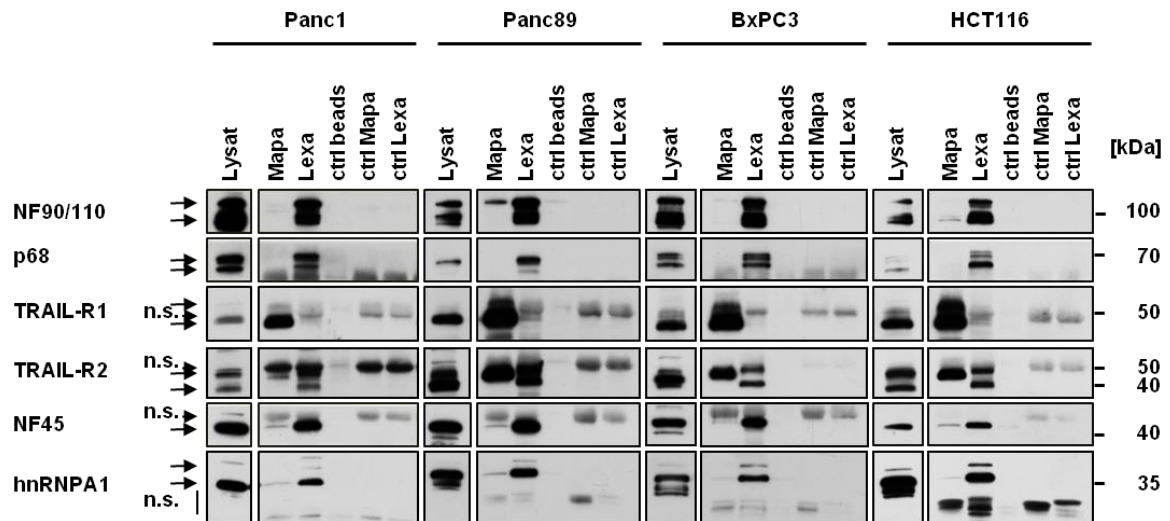 Panc1 Panc89 BxPC3 HCT116
Lysat Mapa Lexa ctrl beads ctrl Mapa ctrl Lexa Lysat Mapa Lexa ctrl beads ctrl Mapa ctrl Lexa Lysat Mapa Lexa ctrl beads ctrl Mapa ctrl Lexa Lysat Mapa Lexa ctrl beads ctrl Mapa ctrl Lexa
[kDa]
NF90/110 100
p68 70
TRAIL-R1 n.s. 50
TRAIL-R2 n.s. 50
40
NF45 n.s. 40
hnRNPA1 35
n.s.